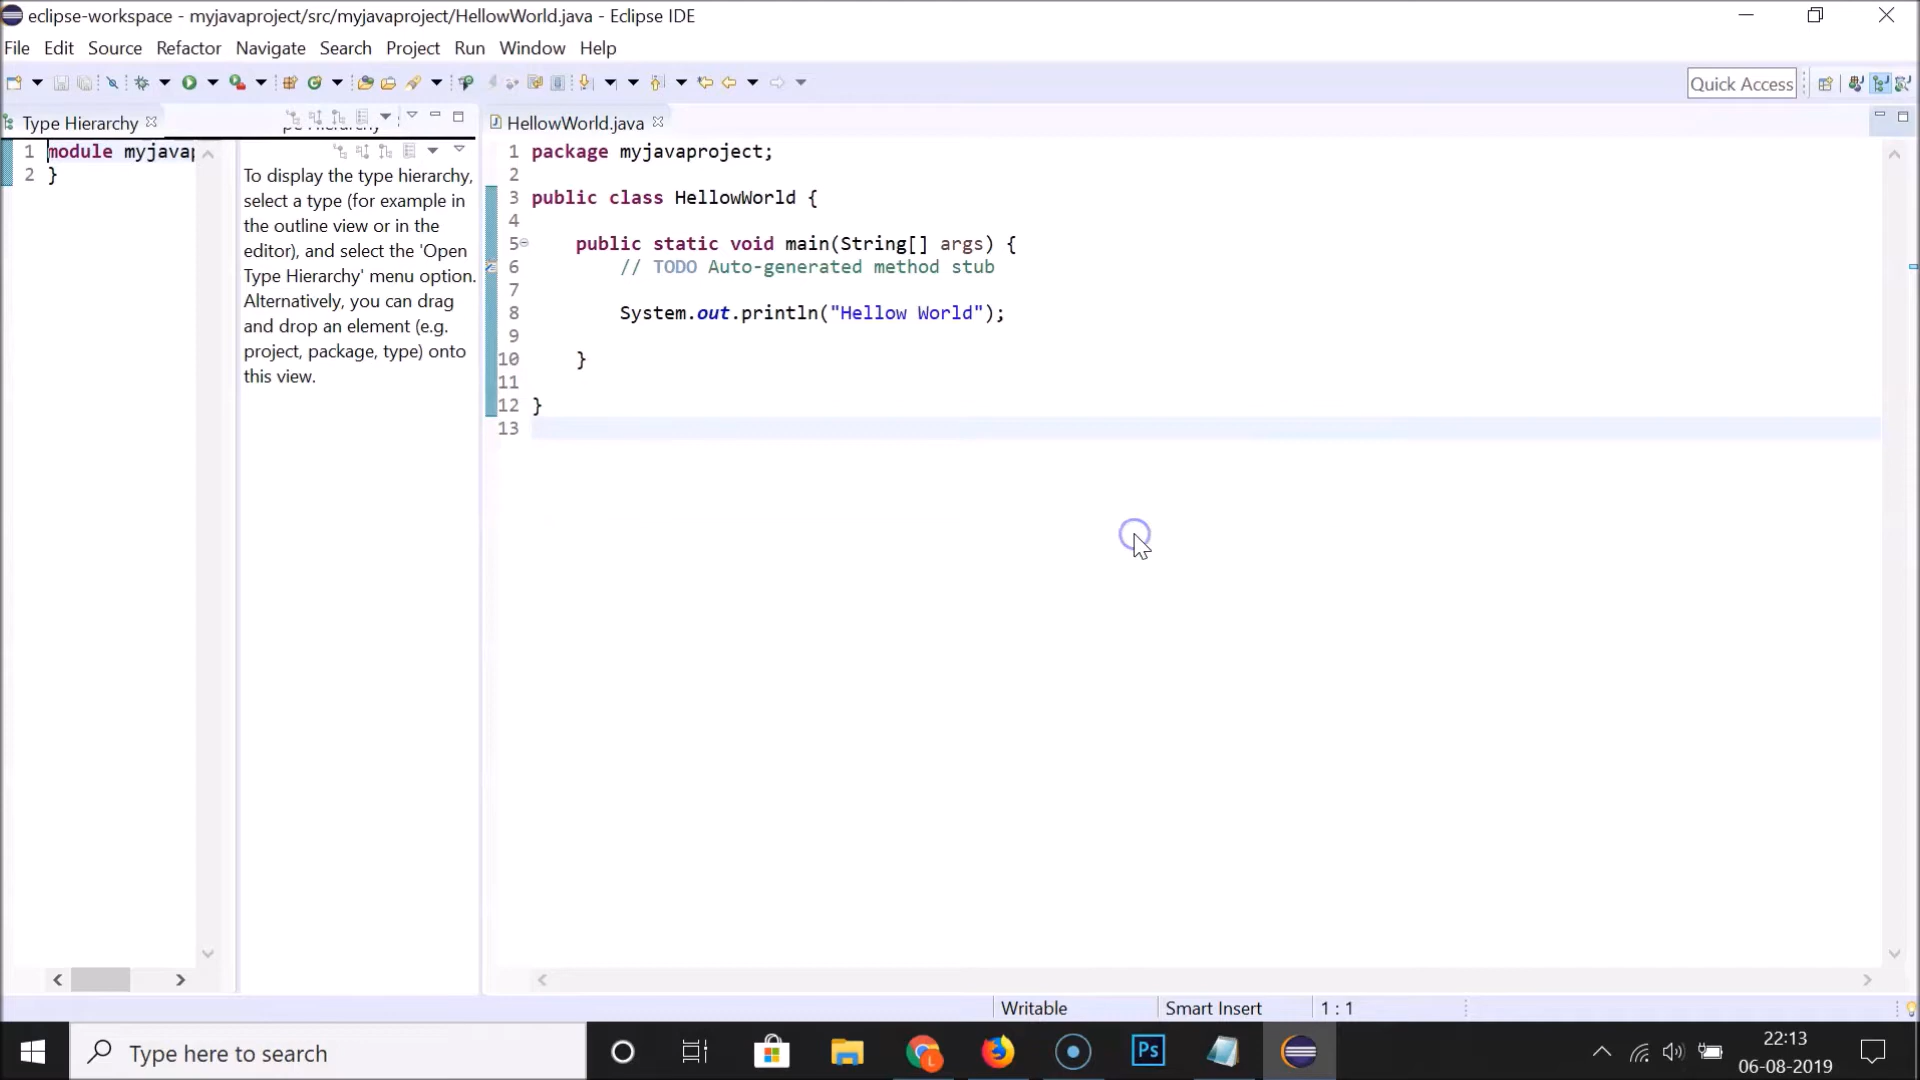 eclipse-workspace - myjavaproject/src/myjavaproject/HellowWorld.java - Eclipse IDE
File Edit Source Refactor Navigate Search Project Run Window Help
Quick Access
Type Hierarchy
HellowWorld.java
1 module myjavap
2 }
To display the type hierarchy,
select a type (for example in
the outline view or in the
editor), and select the 'Open
Type Hierarchy' menu option.
Alternatively, you can drag
and drop an element (e.g.
project, package, type) onto
this view.
1 package myjavaproject;
2
3 public class HellowWorld {
4
5 public static void main(String[] args) {
6 // TODO Auto-generated method stub
7
8 System.out.println("Hellow World");
9
10 }
11
12 }
13
Writable Smart Insert 1 : 1
Type here to search
Ps
22:13
06-08-2019